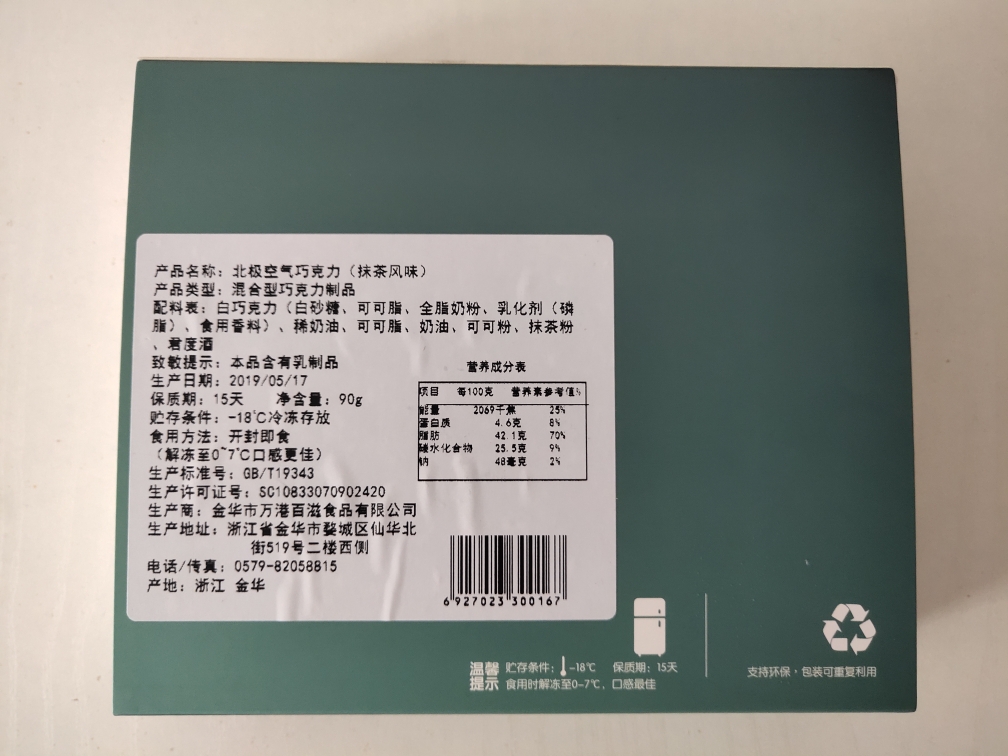 产品名称：北极空气巧克力（抹茶风味）
产品类型：混合型巧克力制品
配料表：白巧克力（白砂糖、可可脂、全脂奶粉、乳化剂（磷
脂）、食用香料）、稀奶油、可可脂、奶油、可可粉、抹茶粉
、君度酒
致敏提示：本品含有乳制品
生产日期：2019/05/17
保质期：15天 净含量：90g
贮存条件：-18℃冷冻存放
食用方法：开封即食
（解冻至0~7℃口感更佳）
生产标准号：GB/T19343
生产许可证号：SC10833070902420
生产商：金华市万港百滋食品有限公司
生产地址：浙江省金华市婺城区仙华北
街519号二楼西侧
电话/传真：0579-82058815
产地：浙江 金华
营养成分表
项目 每100克 营养素参考值%
能量 2069千焦 25%
蛋白质 4.6克 8%
脂肪 42.1克 70%
碳水化合物 25.5克 9%
钠 48毫克 2%
6 927023 300167
温馨 贮存条件：-18℃ 保质期：15天
提示 食用时解冻至0-7℃，口感最佳
支持环保·包装可重复利用